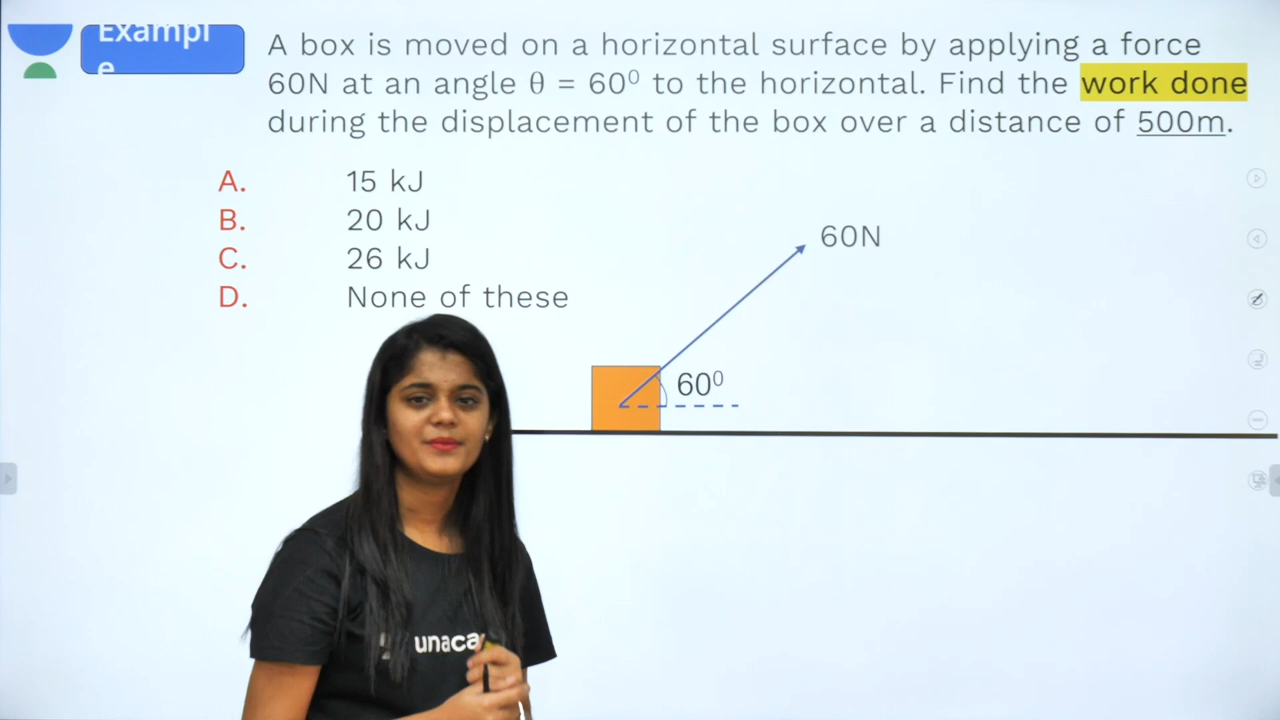 Exampl
e
A box is moved on a horizontal surface by applying a force
60N at an angle θ = 60⁰ to the horizontal. Find the work done
during the displacement of the box over a distance of 500m.
A. 15 kJ
B. 20 kJ
C. 26 kJ
D. None of these
60N
60⁰
unaca